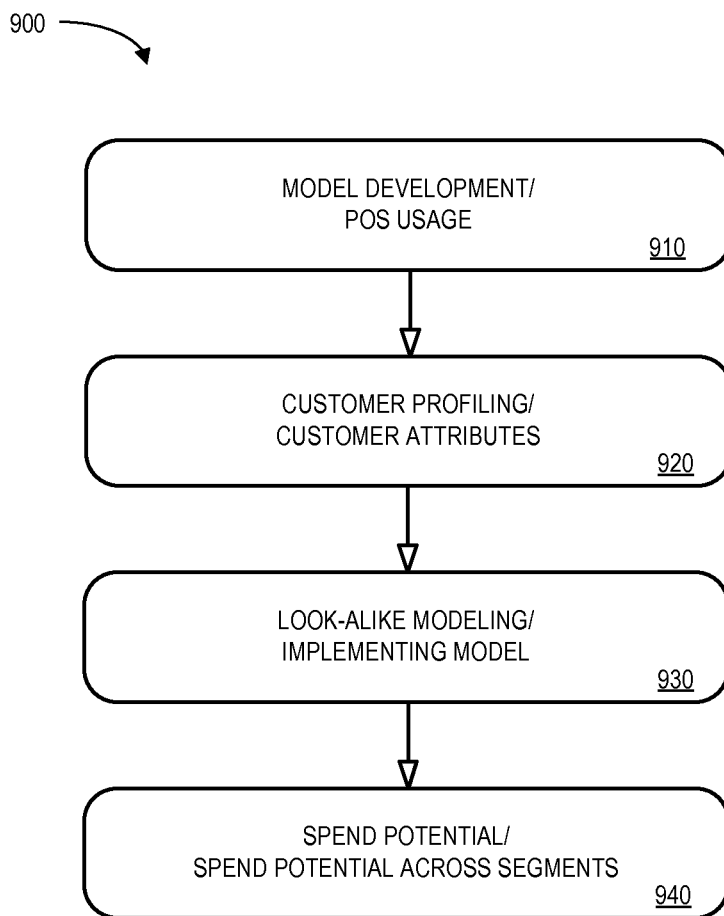 900
MODEL DEVELOPMENT/
POS USAGE
910
CUSTOMER PROFILING/
CUSTOMER ATTRIBUTES
920
LOOK-ALIKE MODELING/
IMPLEMENTING MODEL
930
SPEND POTENTIAL/
SPEND POTENTIAL ACROSS SEGMENTS
940